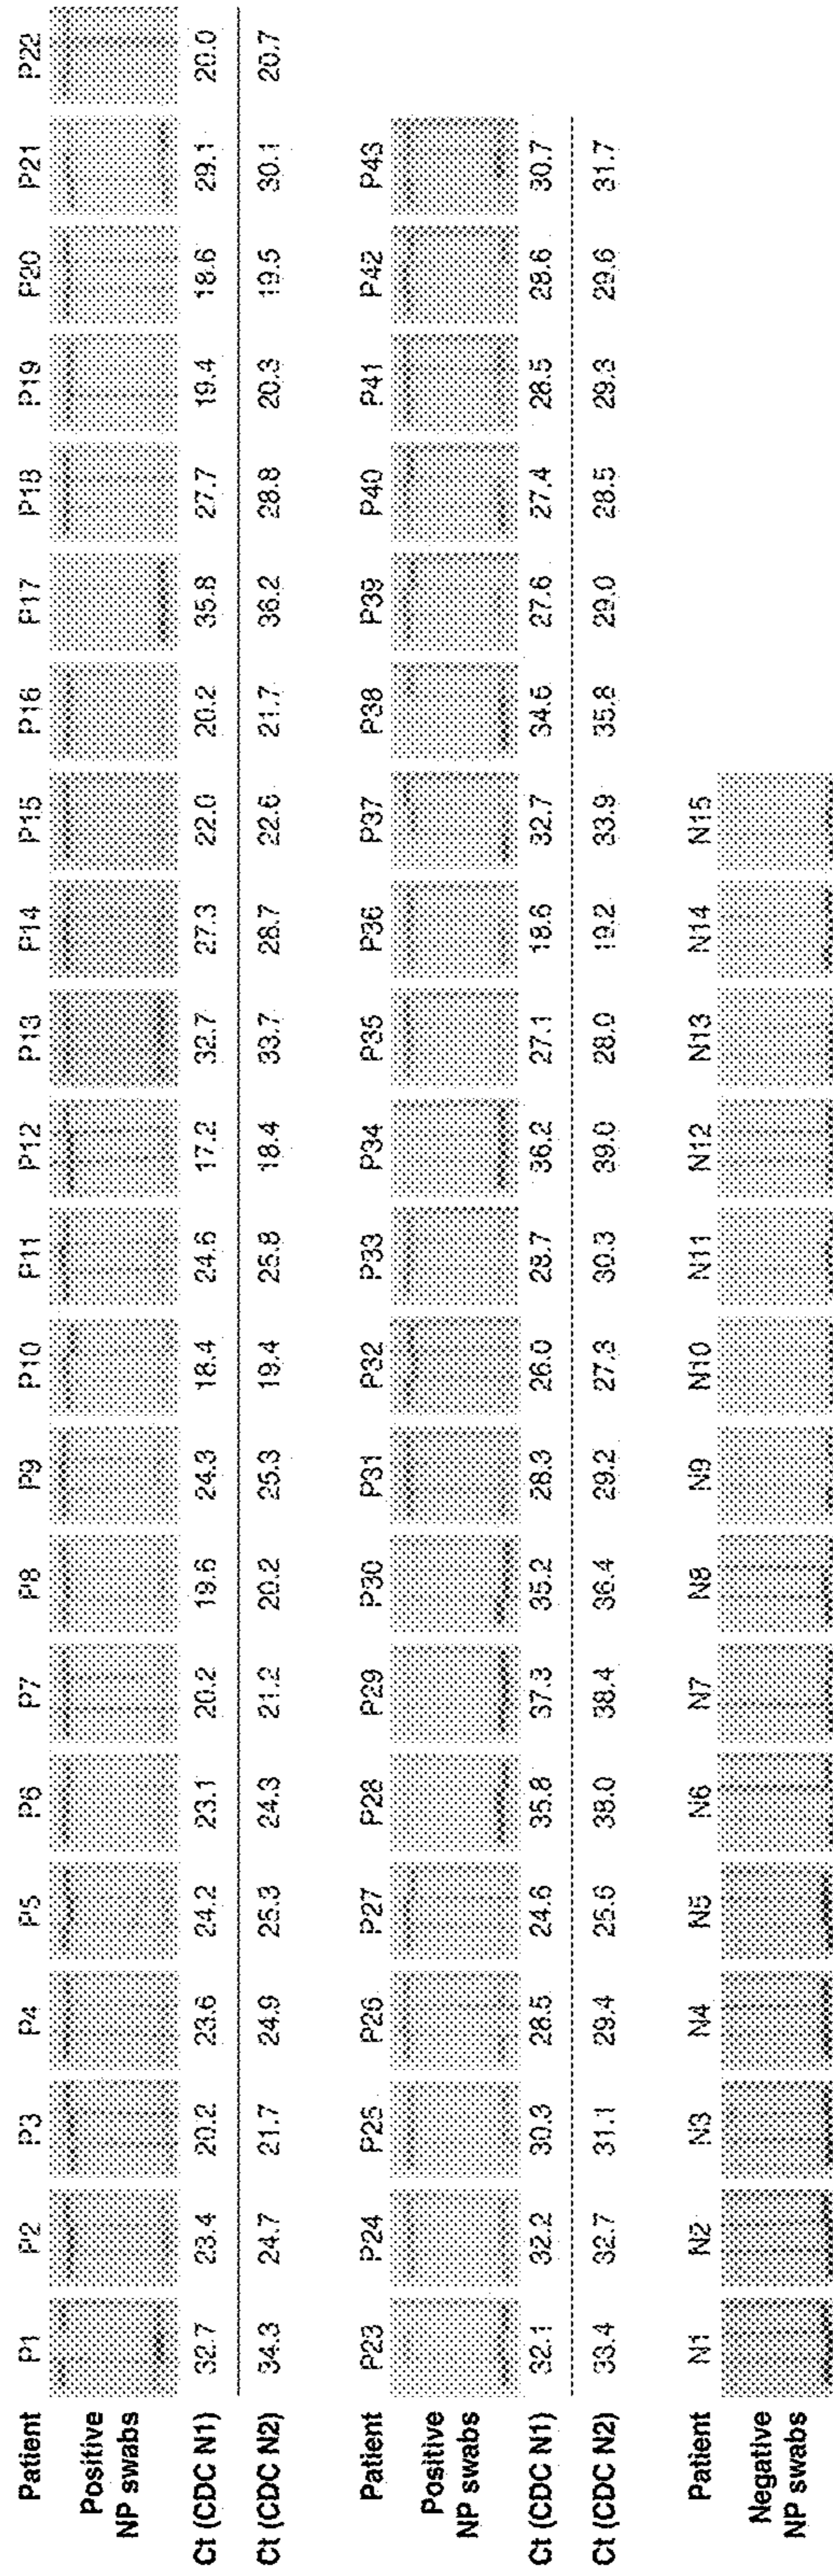 Patient P1 P2 P3 P4 P5 P6 P7 P8 P9 P10 P11 P12 P13 P14 P15 P16 P17 P18 P19 P20 P21 P22
Positive
NP swabs
Ct (CDC N1) 32.7 23.4 20.2 23.6 24.2 23.1 20.2 19.6 24.3 18.4 24.6 17.2 32.7 27.3 22.0 20.2 35.8 27.7 19.4 18.6 29.1 20.0
Ct (CDC N2) 34.3 24.7 21.7 24.9 25.3 24.3 21.2 20.2 25.3 19.4 25.8 18.4 33.7 28.7 22.6 21.7 36.2 28.8 20.3 19.5 30.1 20.7
Patient P23 P24 P25 P26 P27 P28 P29 P30 P31 P32 P33 P34 P35 P36 P37 P38 P39 P40 P41 P42 P43
Positive
NP swabs
Ct (CDC N1) 32.1 32.2 30.3 28.5 24.6 35.8 37.3 35.2 28.3 26.0 28.7 36.2 27.1 18.6 32.7 34.6 27.6 27.4 28.5 28.6 30.7
Ct (CDC N2) 33.4 32.7 31.1 29.4 25.6 38.0 38.4 36.4 29.2 27.3 30.3 39.0 28.0 19.2 33.9 35.8 29.0 28.5 29.3 29.6 31.7
Patient N1 N2 N3 N4 N5 N6 N7 N8 N9 N10 N11 N12 N13 N14 N15
Negative
NP swabs